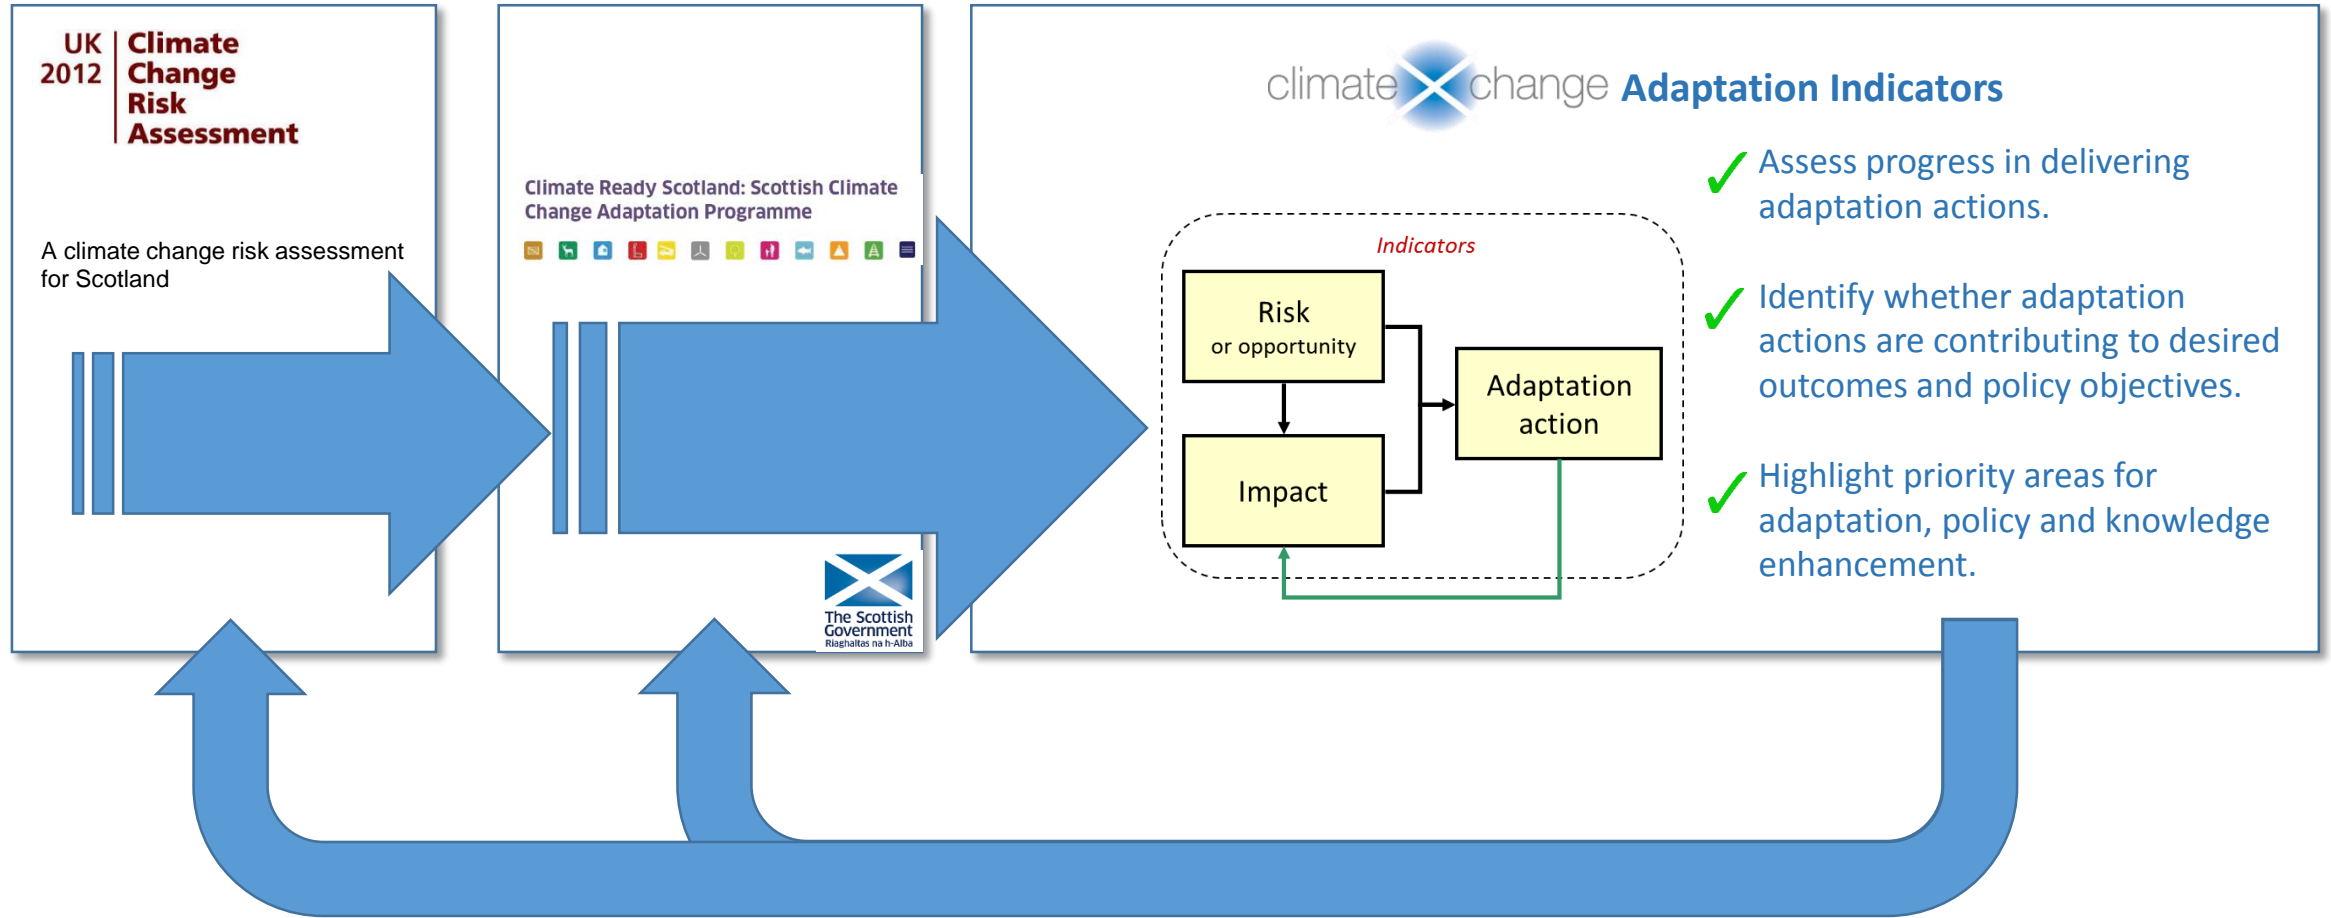 UK
2012
Climate
Change
Risk
Assessment
A climate change risk assessment
for Scotland
Climate Ready Scotland: Scottish Climate
Change Adaptation Programme
The Scottish
Government
Riaghaltas na h-Alba
climate change Adaptation Indicators
Indicators
Risk
or opportunity
Impact
Adaptation
action
Assess progress in delivering
adaptation actions.
Identify whether adaptation
actions are contributing to desired
outcomes and policy objectives.
Highlight priority areas for
adaptation, policy and knowledge
enhancement.